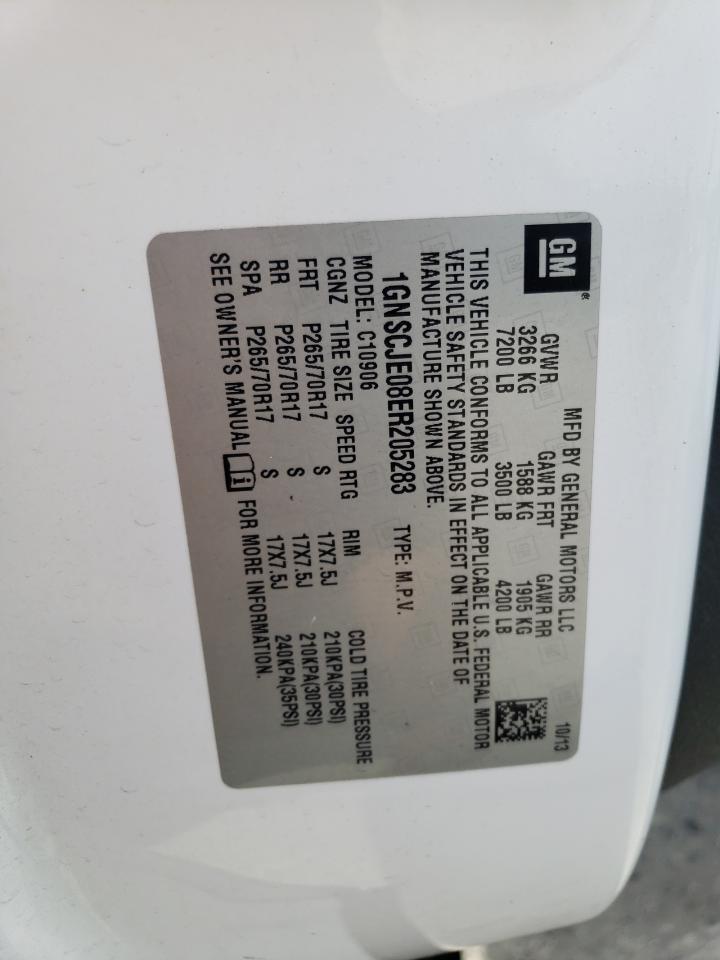 GM ®
MFD BY GENERAL MOTORS LLC 10/13
GVWR GAWR FRT GAWR RR
3266 KG 1588 KG 1905 KG
7200 LB 3500 LB 4200 LB
THIS VEHICLE CONFORMS TO ALL APPLICABLE U.S. FEDERAL MOTOR
VEHICLE SAFETY STANDARDS IN EFFECT ON THE DATE OF
MANUFACTURE SHOWN ABOVE.
1GNSCJE08ER205283 TYPE: M.P.V.
MODEL: C10906
CGNZ TIRE SIZE SPEED RTG RIM COLD TIRE PRESSURE
FRT P265/70R17 S 17X7.5J 210KPA(30PSI)
RR P265/70R17 S 17X7.5J 210KPA(30PSI)
SPA P265/70R17 S 17X7.5J 240KPA(35PSI)
SEE OWNER'S MANUAL FOR MORE INFORMATION.